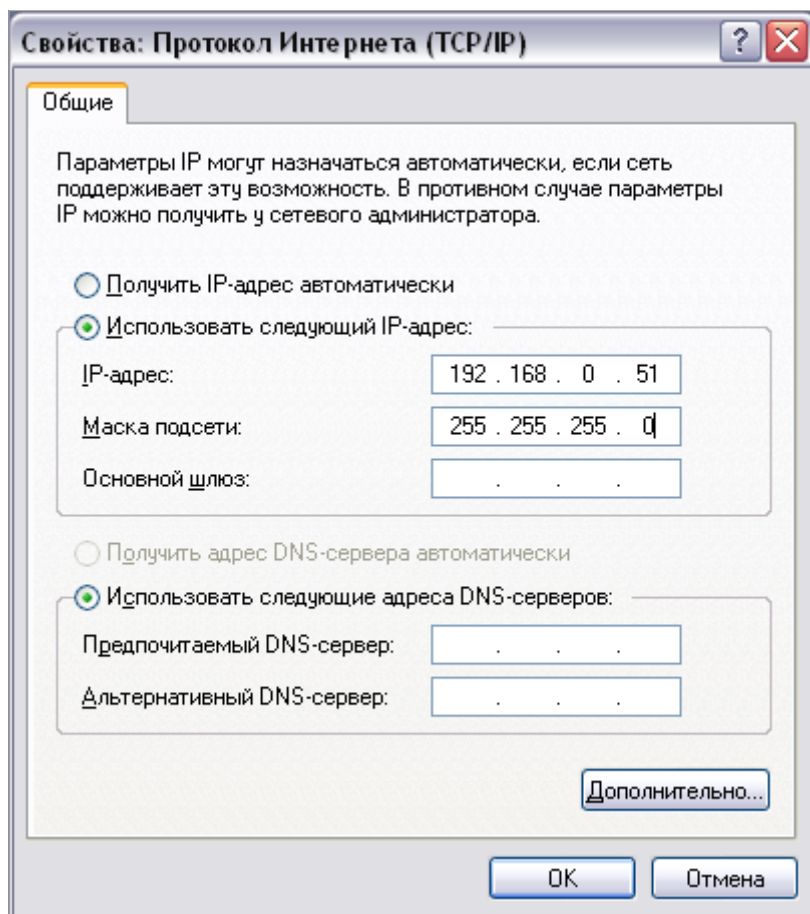 Свойства: Протокол Интернета (TCP/IP)
Общие
Параметры IP могут назначаться автоматически, если сеть
поддерживает эту возможность. В противном случае параметры
IP можно получить у сетевого администратора.
Получить IP-адрес автоматически
Использовать следующий IP-адрес:
IP-адрес: 192 . 168 . 0 . 51
Маска подсети: 255 . 255 . 255 . 0
Основной шлюз: . . .
Получить адрес DNS-сервера автоматически
Использовать следующие адреса DNS-серверов:
Предпочитаемый DNS-сервер: . . .
Альтернативный DNS-сервер: . . .
Дополнительно...
OK Отмена